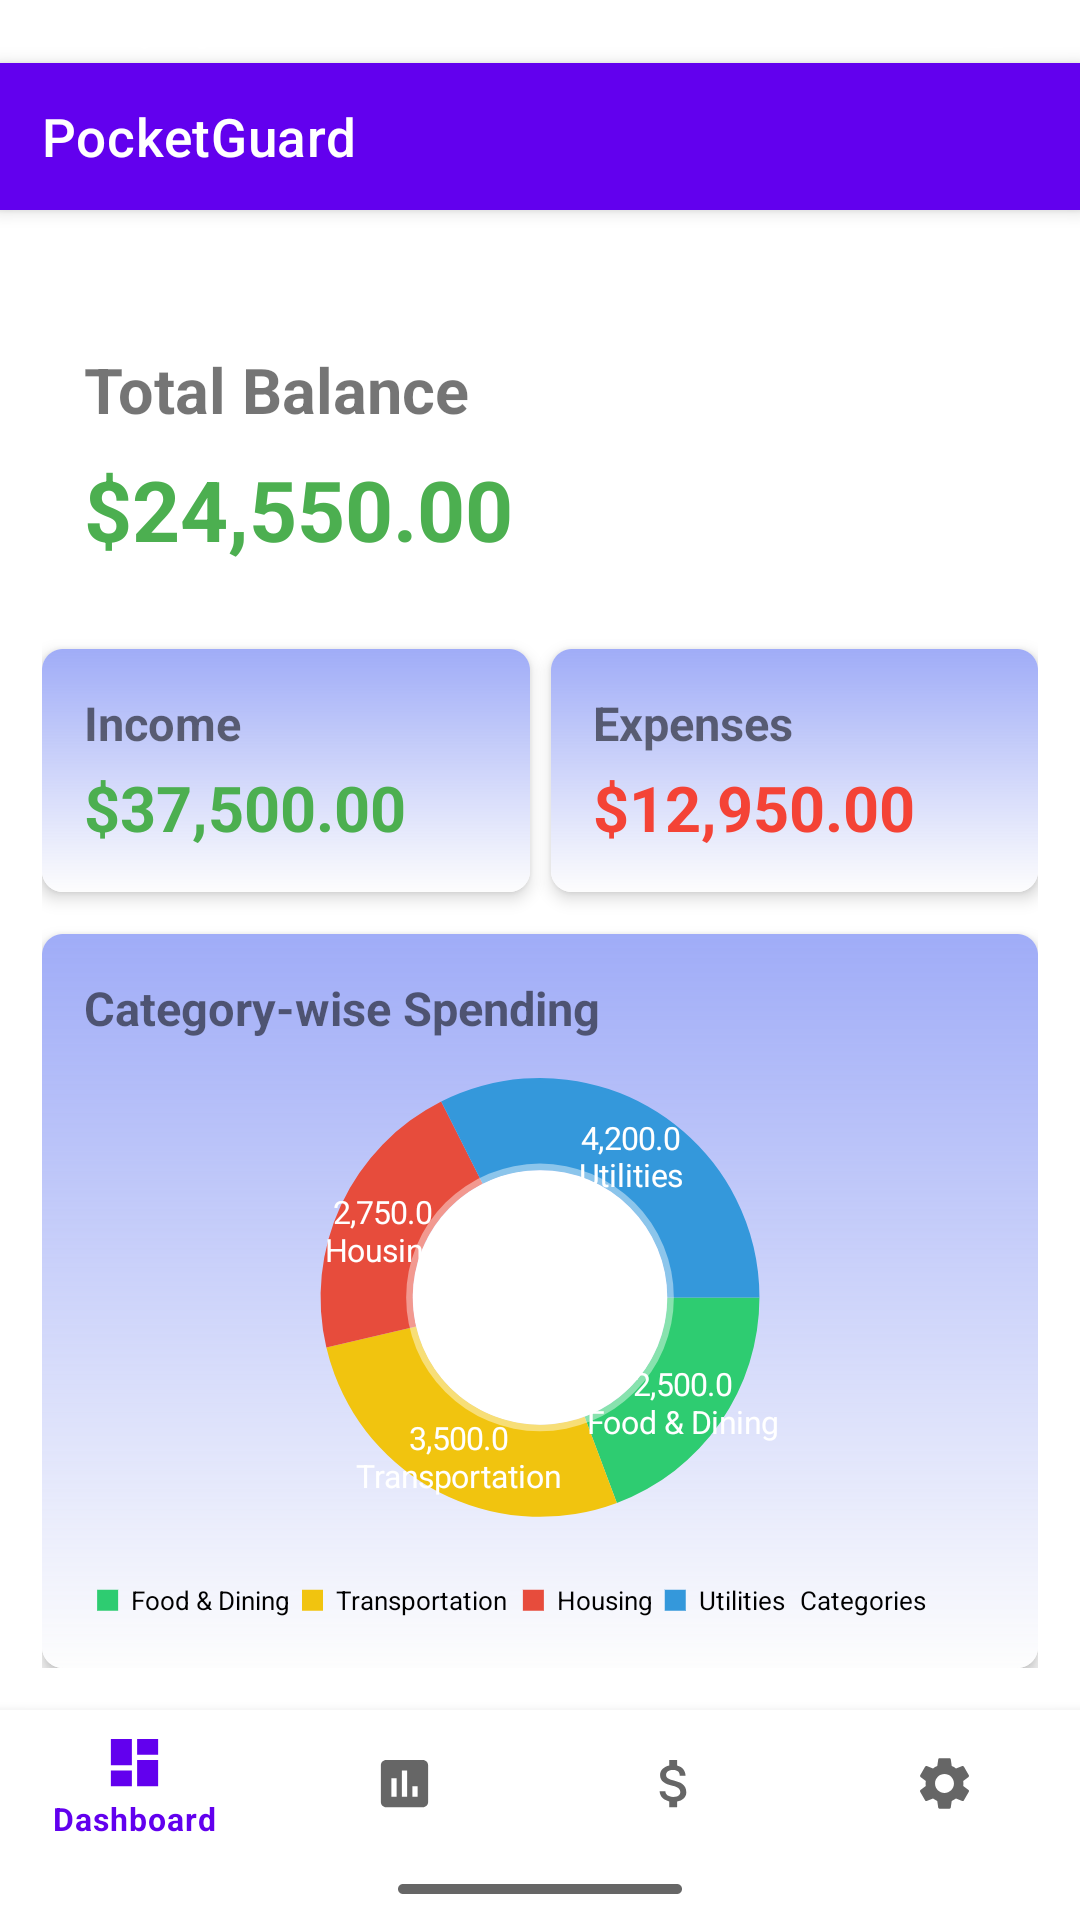 PocketGuard
Total Balance
$24,550.00
Income
$37,500.00
Expenses
$12,950.00
Category-wise Spending
4,200.0
Utilities
2,750.0
Housing
2,500.0
Food & Dining
3,500.0
Transportation
Food & Dining Transportation Housing Utilities Categories
Dashboard